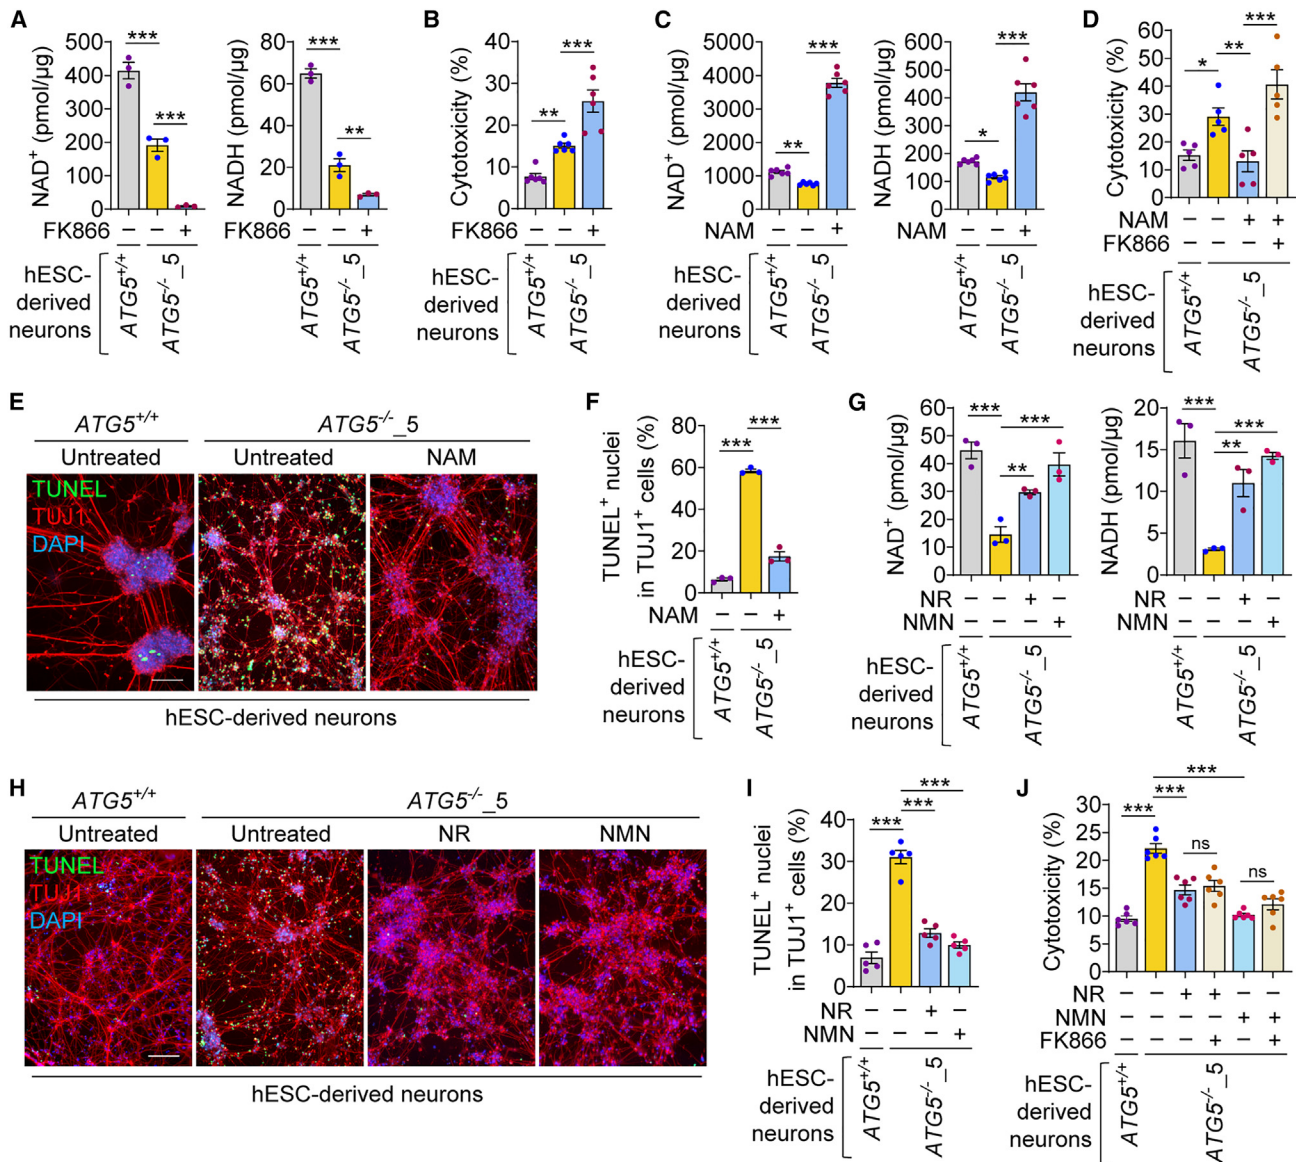 A
NAD+ (pmol/µg)
500
400
300
200
100
0
***
***
FK866
– – +
hESC-
derived
neurons
ATG5+/+
ATG5-/-_5
NADH (pmol/µg)
80
60
40
20
0
***
**
FK866
– – +
ATG5+/+
ATG5-/-_5
B
Cytotoxicity (%)
40
30
20
10
0
**
***
FK866
– – +
hESC-
derived
neurons
ATG5+/+
ATG5-/-_5
C
NAD+ (pmol/µg)
5000
4000
3000
2000
1000
0
**
***
NAM
– – +
hESC-
derived
neurons
ATG5+/+
ATG5-/-_5
NADH (pmol/µg)
600
500
400
300
200
100
0
*
***
NAM
– – +
ATG5+/+
ATG5-/-_5
D
Cytotoxicity (%)
60
50
40
30
20
10
0
*
**
***
NAM – – + +
FK866 – – – +
hESC-
derived
neurons
ATG5+/+
ATG5-/-_5
E
ATG5+/+
ATG5-/-_5
Untreated
Untreated
NAM
TUNEL
TUJ1
DAPI
hESC-derived neurons
F
TUNEL+ nuclei
in TUJ1+ cells (%)
80
60
40
20
0
***
***
NAM – – +
hESC-
derived
neurons
ATG5+/+
ATG5-/-_5
G
NAD+ (pmol/µg)
60
50
40
30
20
10
0
***
***
**
NR – – + –
NMN – – – +
hESC-
derived
neurons
ATG5+/+
ATG5-/-_5
NADH (pmol/µg)
20
15
10
5
0
***
***
**
NR – – + –
NMN – – – +
ATG5+/+
ATG5-/-_5
H
ATG5+/+
ATG5-/-_5
Untreated
Untreated
NR
NMN
TUNEL
TUJ1
DAPI
hESC-derived neurons
I
TUNEL+ nuclei
in TUJ1+ cells (%)
40
30
20
10
0
***
***
***
NR – – + –
NMN – – – +
hESC-
derived
neurons
ATG5+/+
ATG5-/-_5
J
Cytotoxicity (%)
30
25
20
15
10
5
0
***
***
***
ns
ns
NR – – + + – –
NMN – – – – + +
FK866 – – – + – +
hESC-
derived
neurons
ATG5+/+
ATG5-/-_5